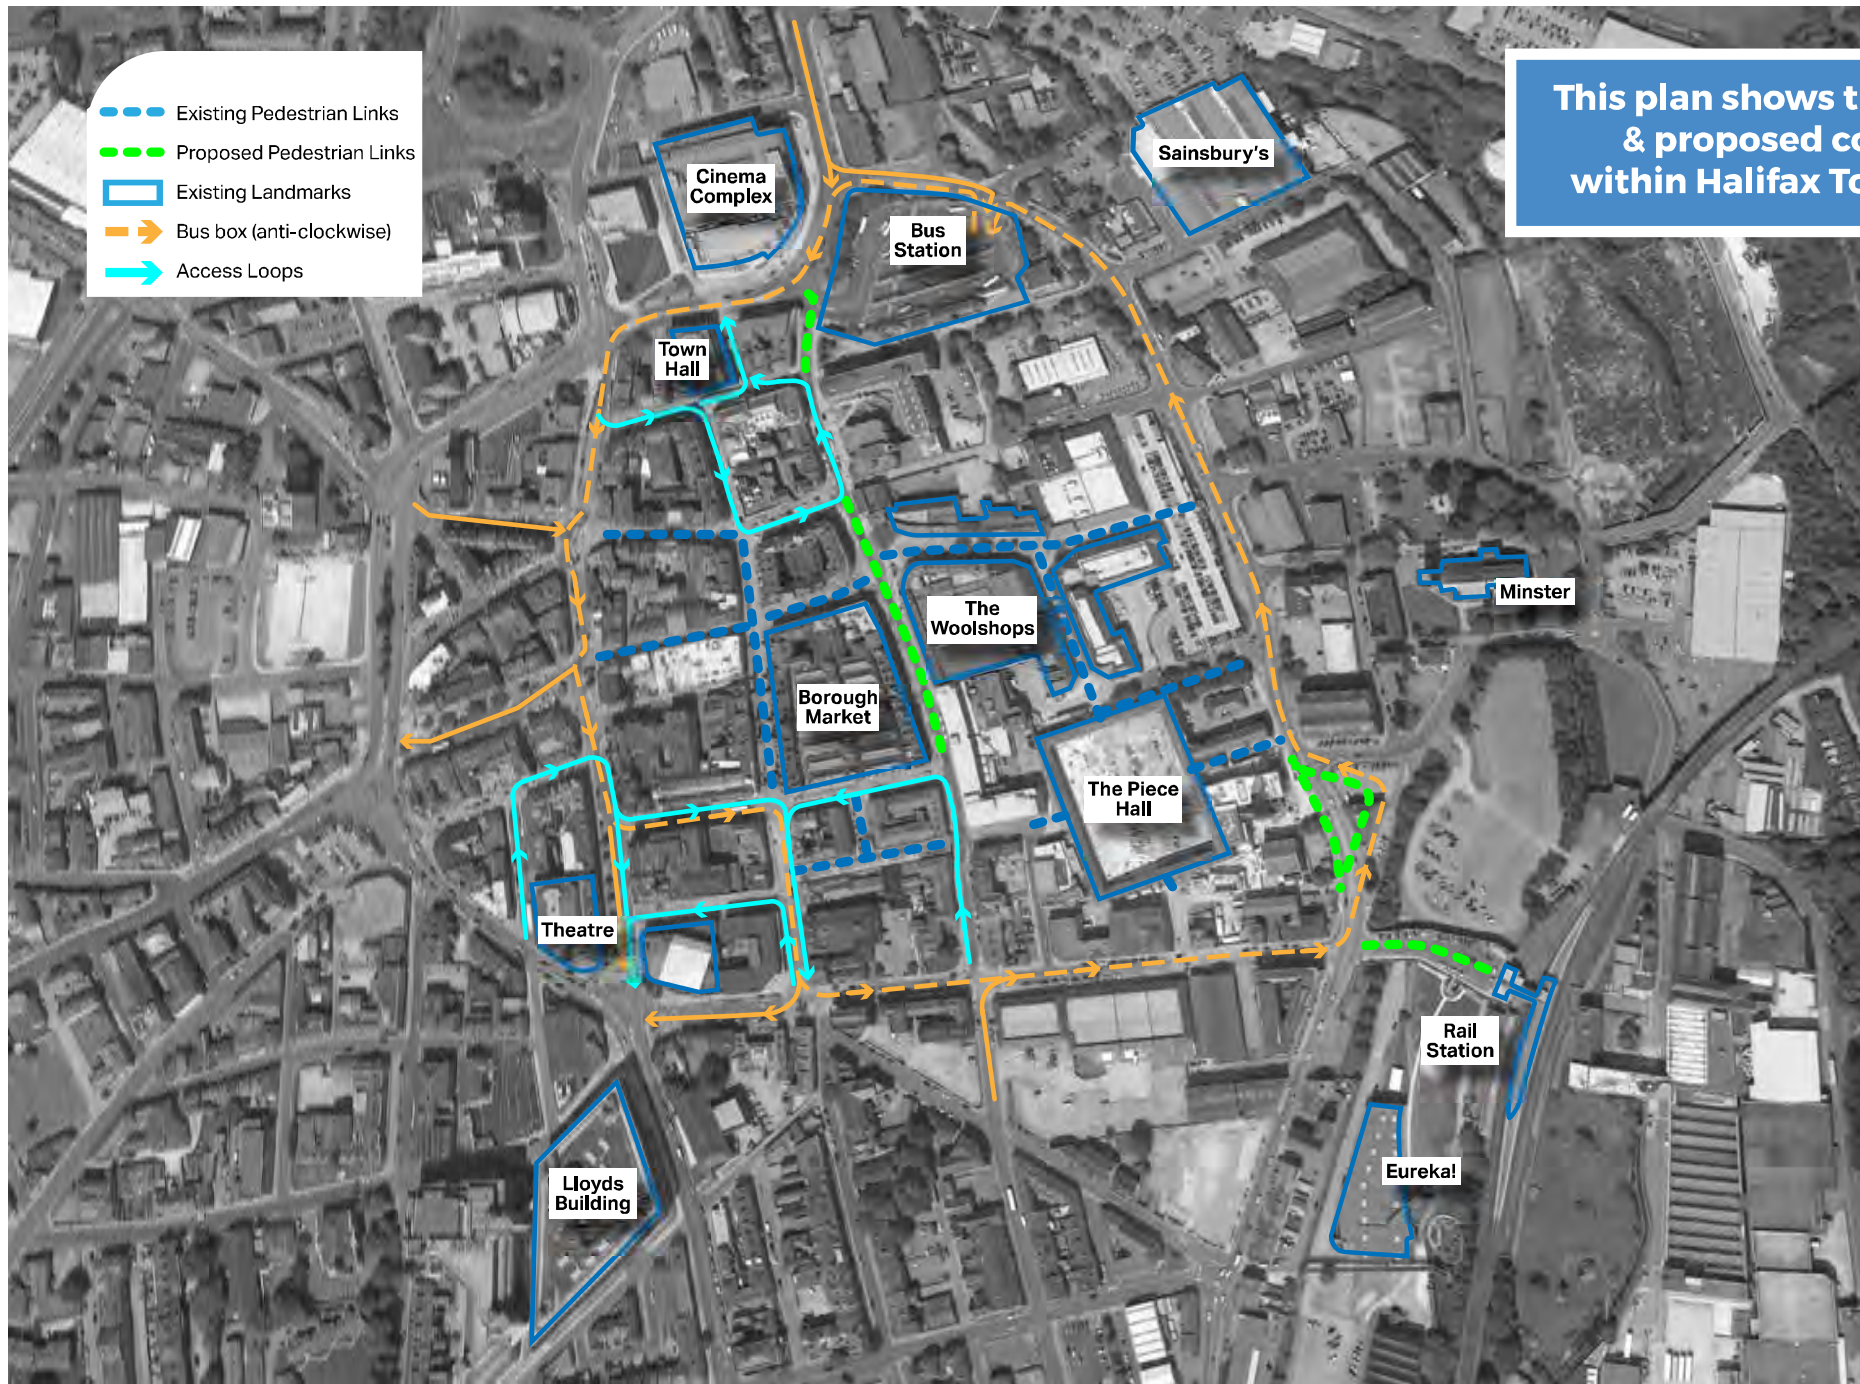 Existing Pedestrian Links
Proposed Pedestrian Links
Existing Landmarks
Bus box (anti-clockwise)
Access Loops
This plan shows t
& proposed co
within Halifax To
Cinema
Complex
Sainsbury's
Bus
Station
Town
Hall
The
Woolshops
Minster
Borough
Market
The Piece
Hall
Theatre
Rail
Station
Eureka!
Lloyds
Building